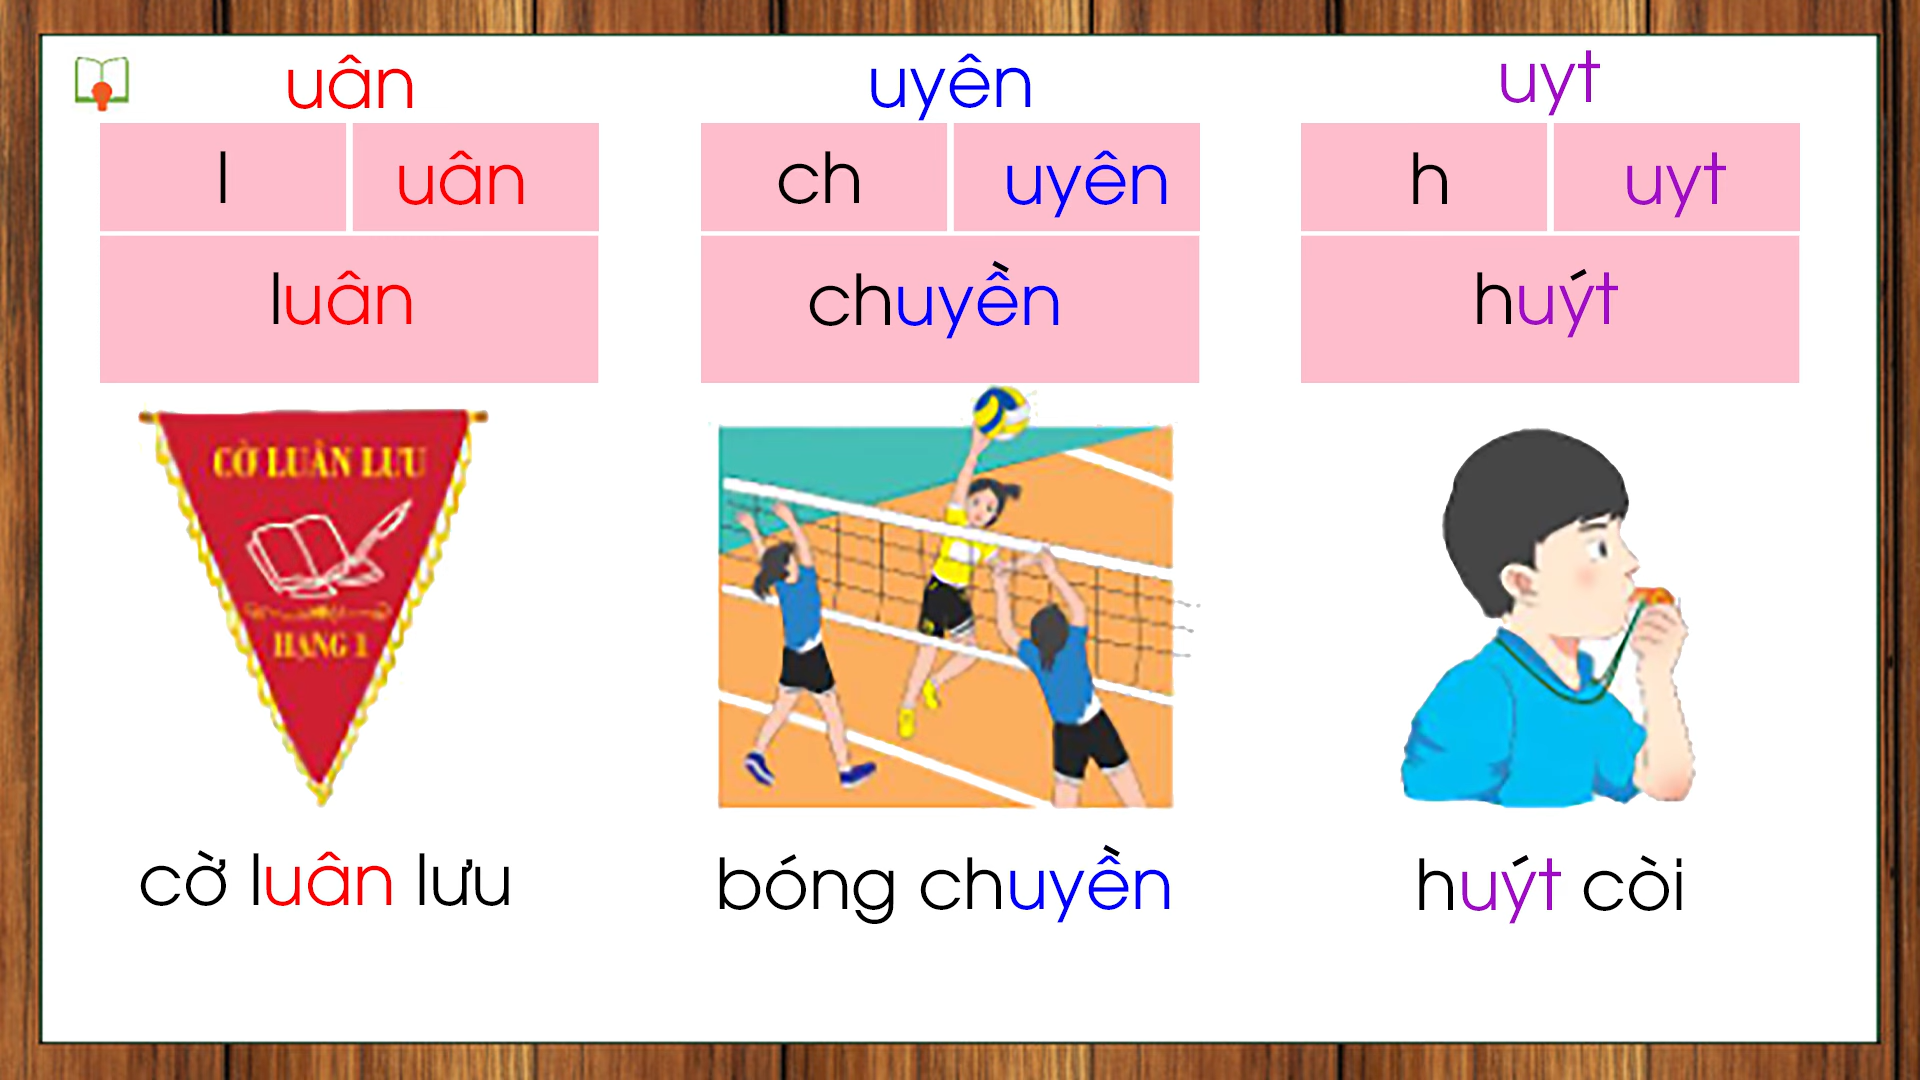 uân
l uân
luân
CỜ LUÂN LƯU
HẠNG 1
cờ luân lưu
uyên
ch uyên
chuyền
bóng chuyền
uyt
h uyt
huýt
huýt còi